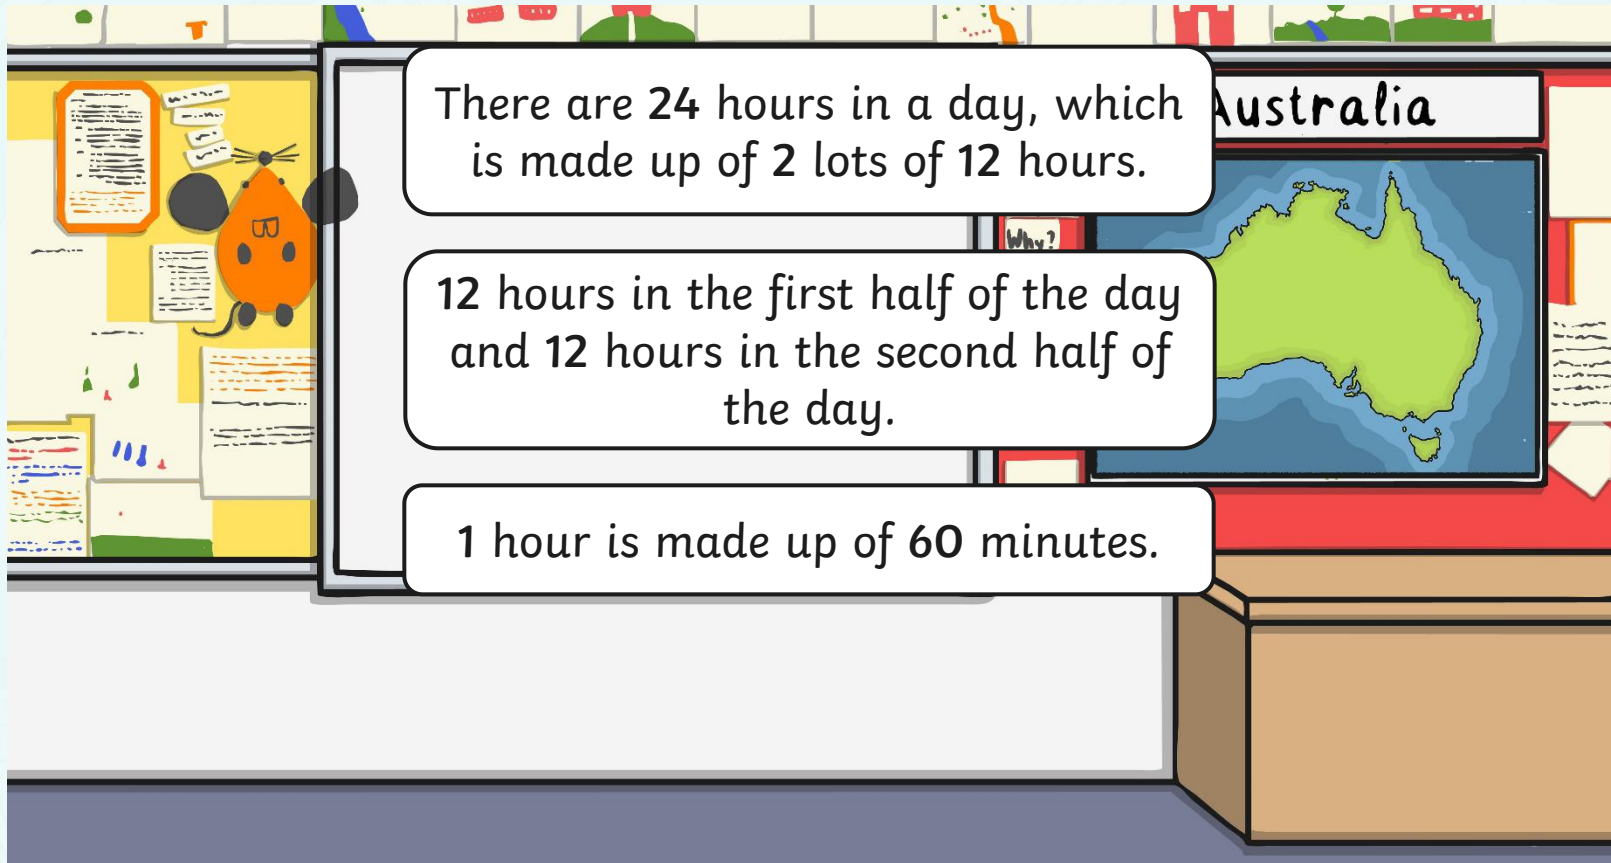 There are 24 hours in a day, which
is made up of 2 lots of 12 hours.
Australia
Why?
12 hours in the first half of the day
and 12 hours in the second half of
the day.
1 hour is made up of 60 minutes.